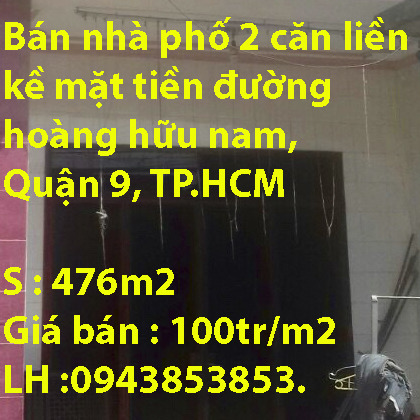 Bán nhà phố 2 căn liền
kề mặt tiền đường
hoàng hữu nam,
Quận 9, TP.HCM
S : 476m2
Giá bán : 100tr/m2
LH :0943853853.